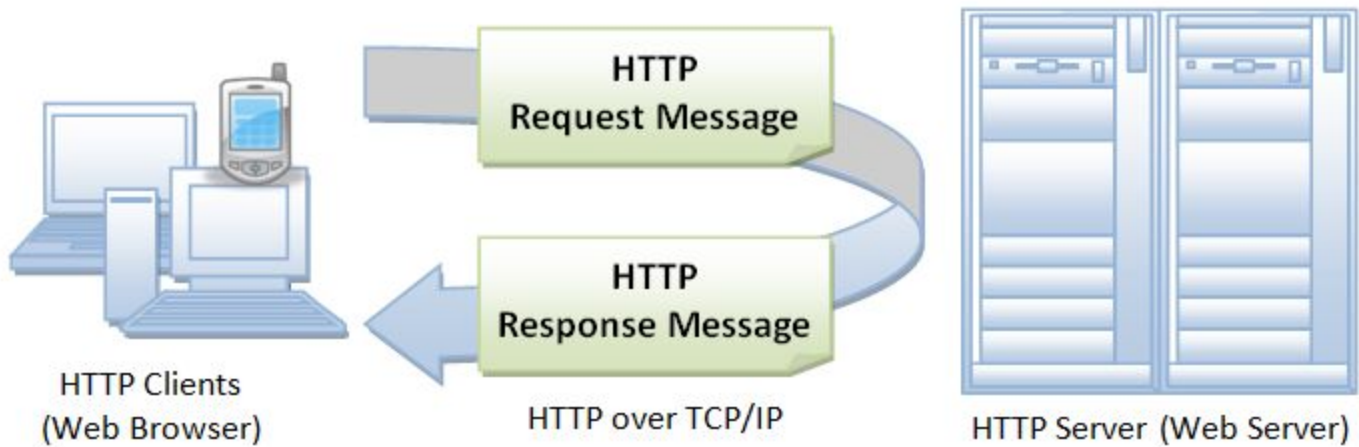 HTTP
Request Message
HTTP
Response Message
HTTP Clients
(Web Browser)
HTTP over TCP/IP
HTTP Server (Web Server)